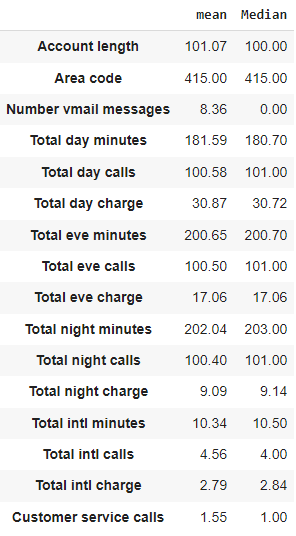 mean Median
Account length 101.07 100.00
Area code 415.00 415.00
Number vmail messages 8.36 0.00
Total day minutes 181.59 180.70
Total day calls 100.58 101.00
Total day charge 30.87 30.72
Total eve minutes 200.65 200.70
Total eve calls 100.50 101.00
Total eve charge 17.06 17.06
Total night minutes 202.04 203.00
Total night calls 100.40 101.00
Total night charge 9.09 9.14
Total intl minutes 10.34 10.50
Total intl calls 4.56 4.00
Total intl charge 2.79 2.84
Customer service calls 1.55 1.00